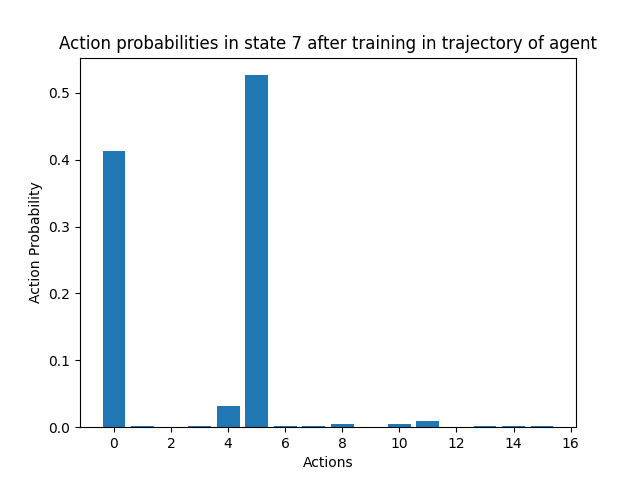 Action probabilities in state 7 after training in trajectory of agent
0.5
0.4
0.3
0.2
0.1
0.0
Action Probability
0 2 4 6 8 10 12 14 16
Actions